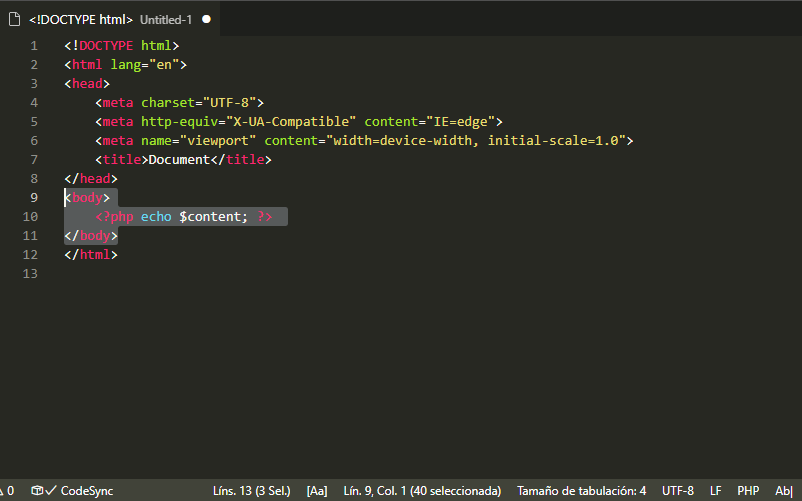 <!DOCTYPE html> Untitled-1
1 <!DOCTYPE html>
2 <html lang="en">
3 <head>
4     <meta charset="UTF-8">
5     <meta http-equiv="X-UA-Compatible" content="IE=edge">
6     <meta name="viewport" content="width=device-width, initial-scale=1.0">
7     <title>Document</title>
8 </head>
9 <body>
10     <?php echo $content; ?>
11 </body>
12 </html>
13
0 CodeSync Líns. 13 (3 Sel.) [Aa] Lín. 9, Col. 1 (40 seleccionada) Tamaño de tabulación: 4 UTF-8 LF PHP Ab|